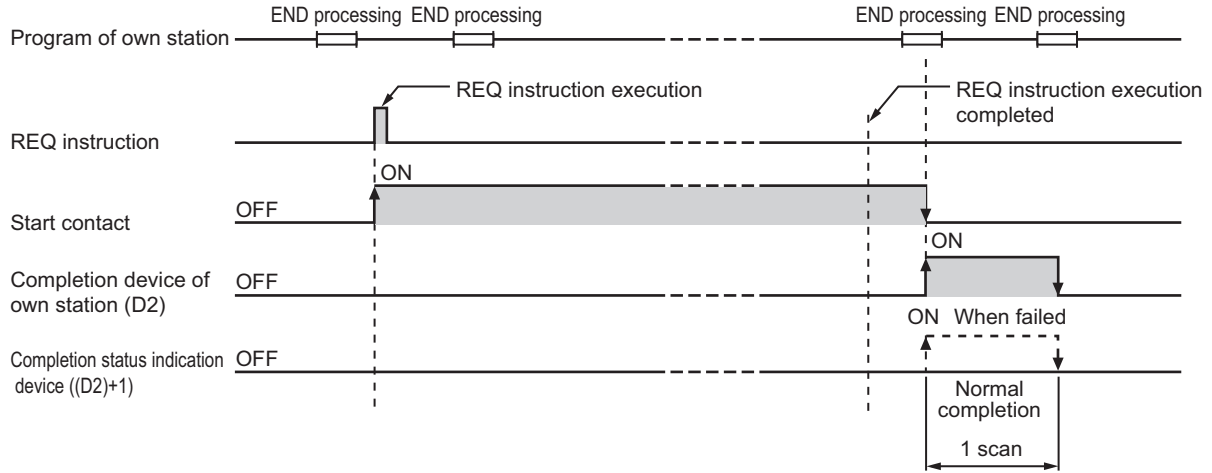 END processing END processing
END processing END processing
Program of own station
REQ instruction execution
REQ instruction execution
completed
REQ instruction
ON
Start contact
OFF
ON
Completion device of
own station (D2)
OFF
ON When failed
Completion status indication
device ((D2)+1)
OFF
Normal
completion
1 scan